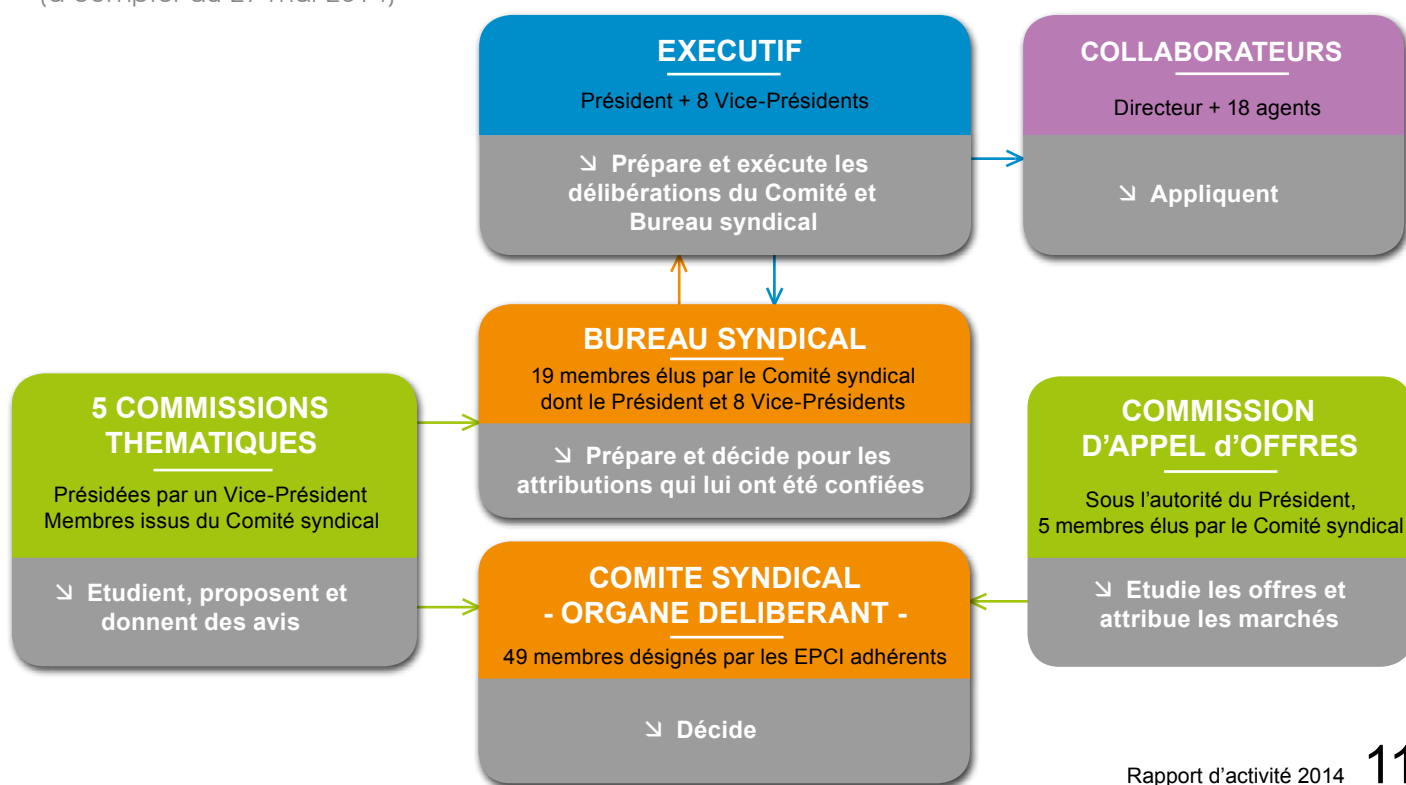 (à compter du 27 mai 2014)
EXECUTIF
Président + 8 Vice-Présidents
↘ Prépare et exécute les
délibérations du Comité et
Bureau syndical
COLLABORATEURS
Directeur + 18 agents
↘ Appliquent
BUREAU SYNDICAL
19 membres élus par le Comité syndical
dont le Président et 8 Vice-Présidents
↘ Prépare et décide pour les
attributions qui lui ont été confiées
5 COMMISSIONS
THEMATIQUES
Présidées par un Vice-Président
Membres issus du Comité syndical
↘ Etudient, proposent et
donnent des avis
COMMISSION
D’APPEL d’OFFRES
Sous l’autorité du Président,
5 membres élus par le Comité syndical
↘ Etudie les offres et
attribue les marchés
COMITE SYNDICAL
- ORGANE DELIBERANT -
49 membres désignés par les EPCI adhérents
↘ Décide
Rapport d’activité 2014 11